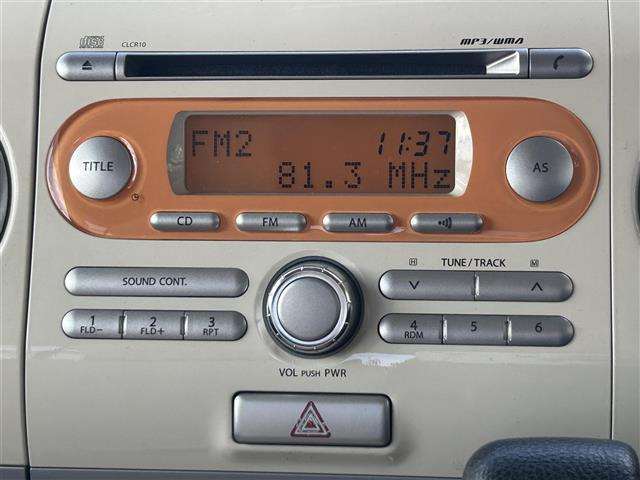 disc CLCR10 MP3/WMA
TITLE FM2 11:37 AS
81.3 MHz
CD FM AM
H TUNE/TRACK M
SOUND CONT.
1 2 3 4 5 6
FLD− FLD+ RPT RDM
VOL PUSH PWR